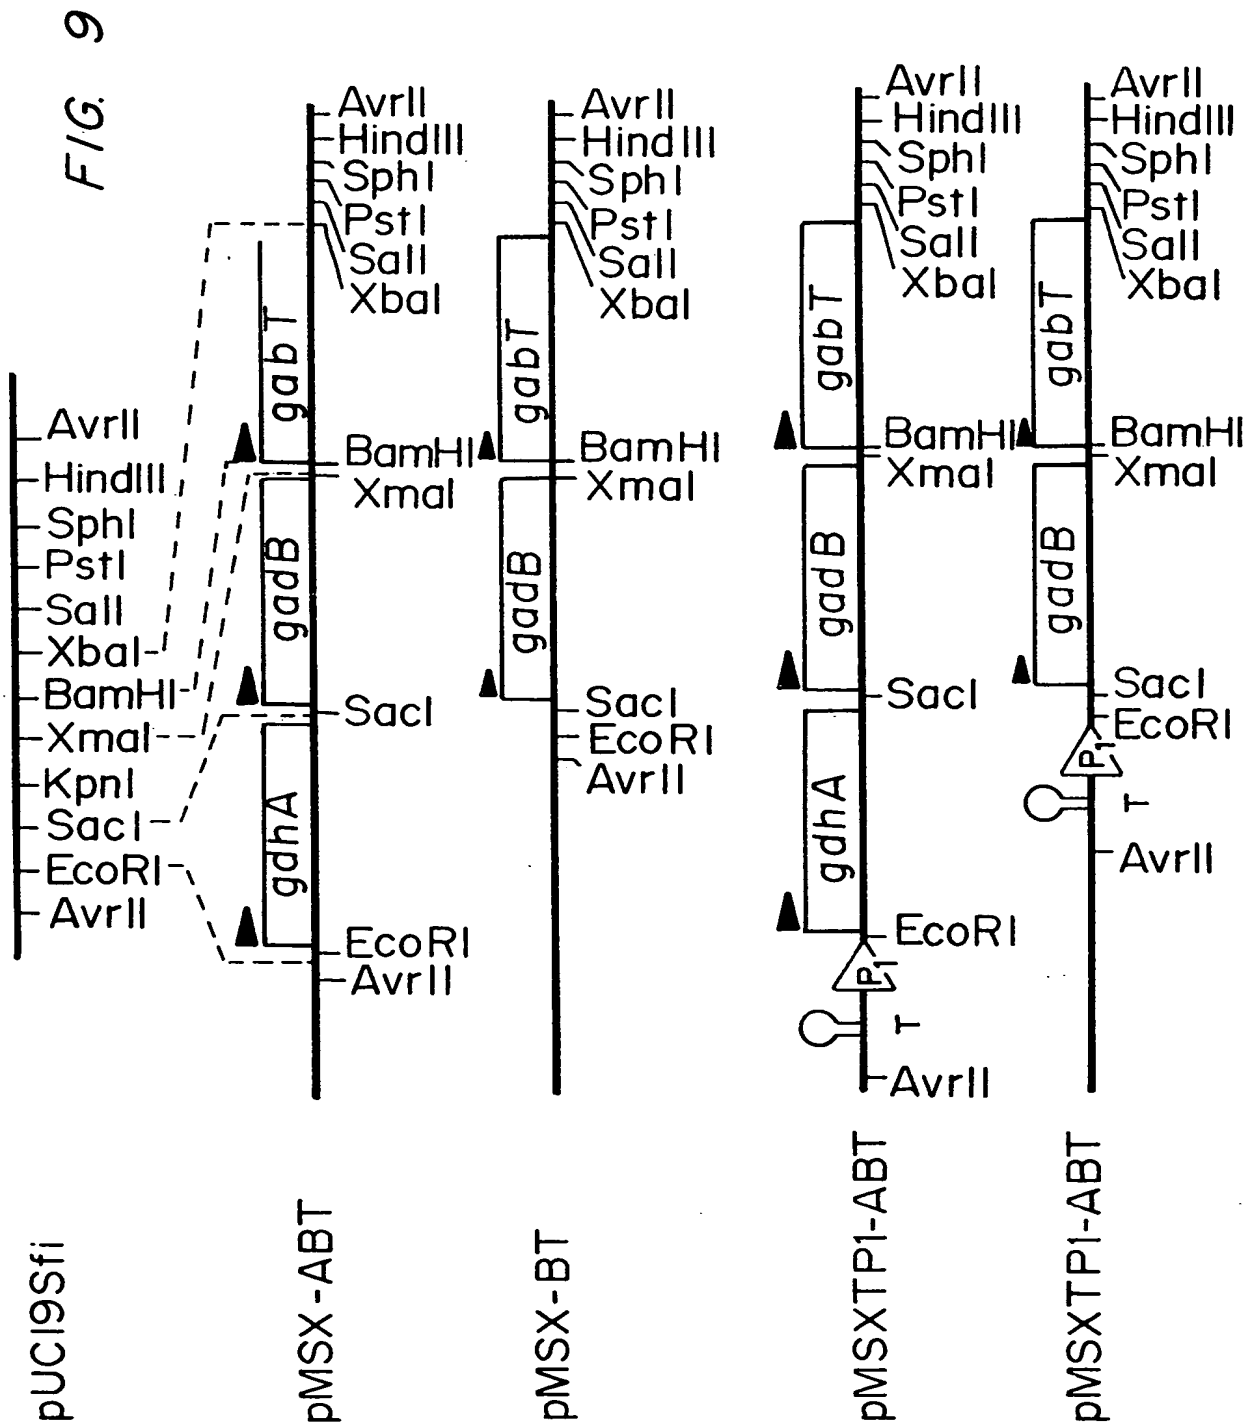 FIG. 9
pUC19Sfi
AvrII
EcoRI
SacI
KpnI
XmaI
BamHI
XbaI
SalI
PstI
SphI
HindIII
AvrII
pMSX-ABT
gdhA
gadB
gabT
AvrII
EcoRI
SacI
XmaI
BamHI
XbaI
SalI
PstI
SphI
HindIII
AvrII
pMSX-BT
gadB
gabT
AvrII
EcoRI
SacI
XmaI
BamHI
XbaI
SalI
PstI
SphI
HindIII
AvrII
pMSXTP1-ABT
gdhA
gadB
gabT
AvrII
T
P1
EcoRI
SacI
XmaI
BamHI
XbaI
SalI
PstI
SphI
HindIII
AvrII
pMSXTP1-ABT
gadB
gabT
AvrII
T
P1
EcoRI
SacI
XmaI
BamHI
XbaI
SalI
PstI
SphI
HindIII
AvrII